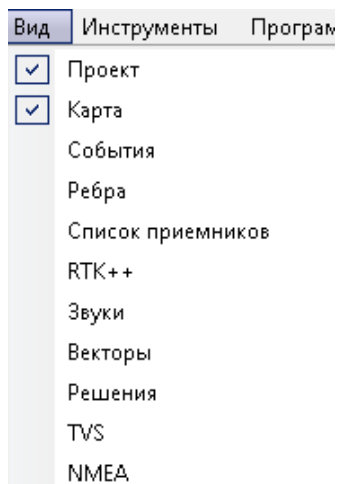 Вид Инструменты Програм
Проект
Карта
События
Ребра
Список приемников
RTK++
Звуки
Векторы
Решения
TVS
NMEA